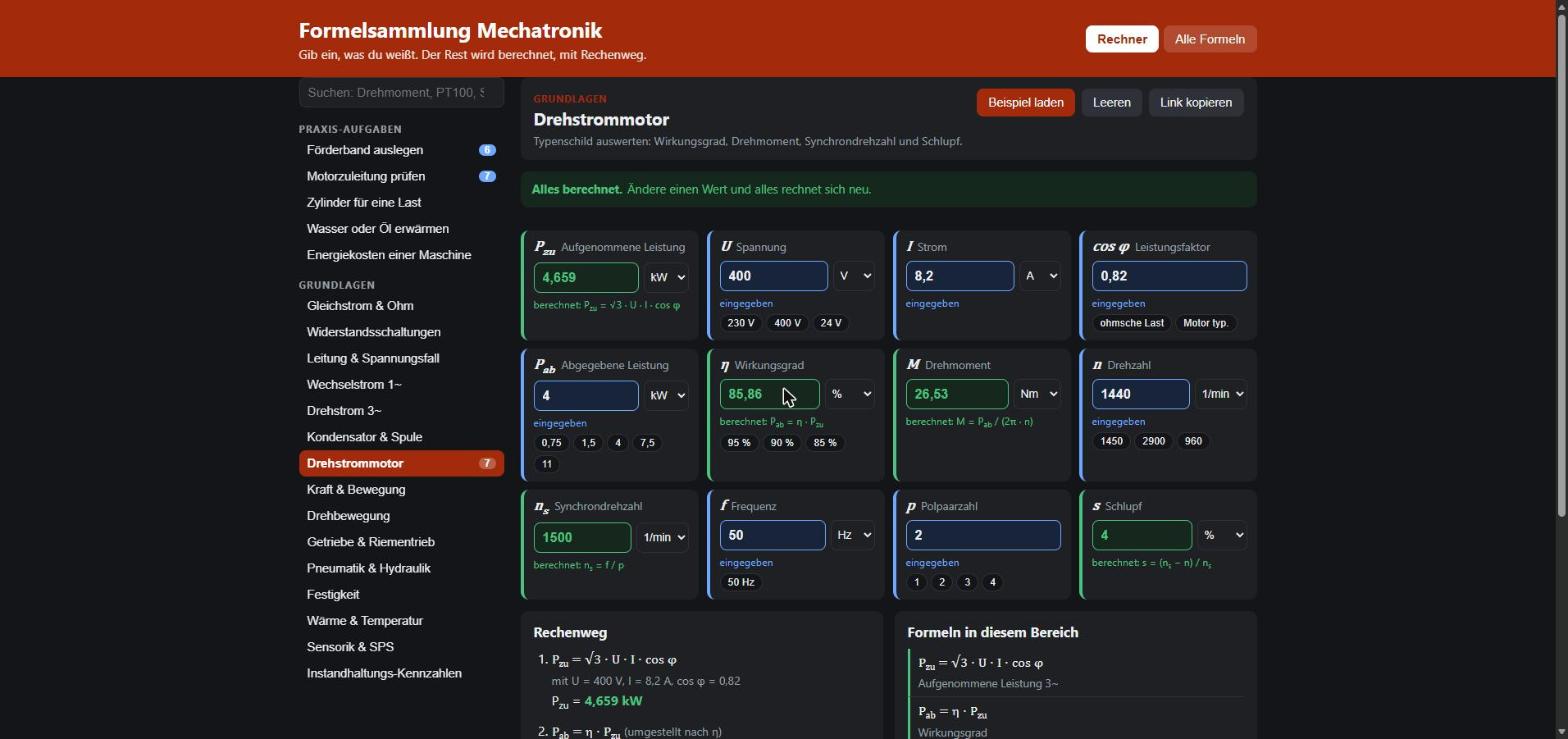 Formelsammlung Mechatronik
Gib ein, was du weißt. Der Rest wird berechnet, mit Rechenweg.
Rechner
Alle Formeln
Suchen: Drehmoment, PT100, S
PRAXIS-AUFGABEN
Förderband auslegen 6
Motorzuleitung prüfen 7
Zylinder für eine Last
Wasser oder Öl erwärmen
Energiekosten einer Maschine
GRUNDLAGEN
Gleichstrom & Ohm
Widerstandsschaltungen
Leitung & Spannungsfall
Wechselstrom 1~
Drehstrom 3~
Kondensator & Spule
Drehstrommotor 7
Kraft & Bewegung
Drehbewegung
Getriebe & Riementrieb
Pneumatik & Hydraulik
Festigkeit
Wärme & Temperatur
Sensorik & SPS
Instandhaltungs-Kennzahlen
GRUNDLAGEN
Drehstrommotor
Typenschild auswerten: Wirkungsgrad, Drehmoment, Synchrondrehzahl und Schlupf.
Beispiel laden
Leeren
Link kopieren
Alles berechnet. Ändere einen Wert und alles rechnet sich neu.
Pzu Aufgenommene Leistung
4,659 kW
berechnet: Pzu = √3 · U · I · cos φ
U Spannung
400 V
eingegeben
230 V 400 V 24 V
I Strom
8,2 A
eingegeben
cos φ Leistungsfaktor
0,82
eingegeben
ohmsche Last Motor typ.
Pab Abgegebene Leistung
4 kW
eingegeben
0,75 1,5 4 7,5
11
η Wirkungsgrad
85,86 %
berechnet: Pab = η · Pzu
95 % 90 % 85 %
M Drehmoment
26,53 Nm
berechnet: M = Pab / (2π · n)
n Drehzahl
1440 1/min
eingegeben
1450 2900 960
ns Synchrondrehzahl
1500 1/min
berechnet: ns = f / p
f Frequenz
50 Hz
eingegeben
50 Hz
p Polpaarzahl
2
eingegeben
1 2 3 4
s Schlupf
4 %
berechnet: s = (ns − n) / ns
Rechenweg
1. Pzu = √3 · U · I · cos φ
mit U = 400 V, I = 8,2 A, cos φ = 0,82
Pzu = 4,659 kW
2. Pab = η · Pzu (umgestellt nach η)
Formeln in diesem Bereich
Pzu = √3 · U · I · cos φ
Aufgenommene Leistung 3~
Pab = η · Pzu
Wirkungsgrad